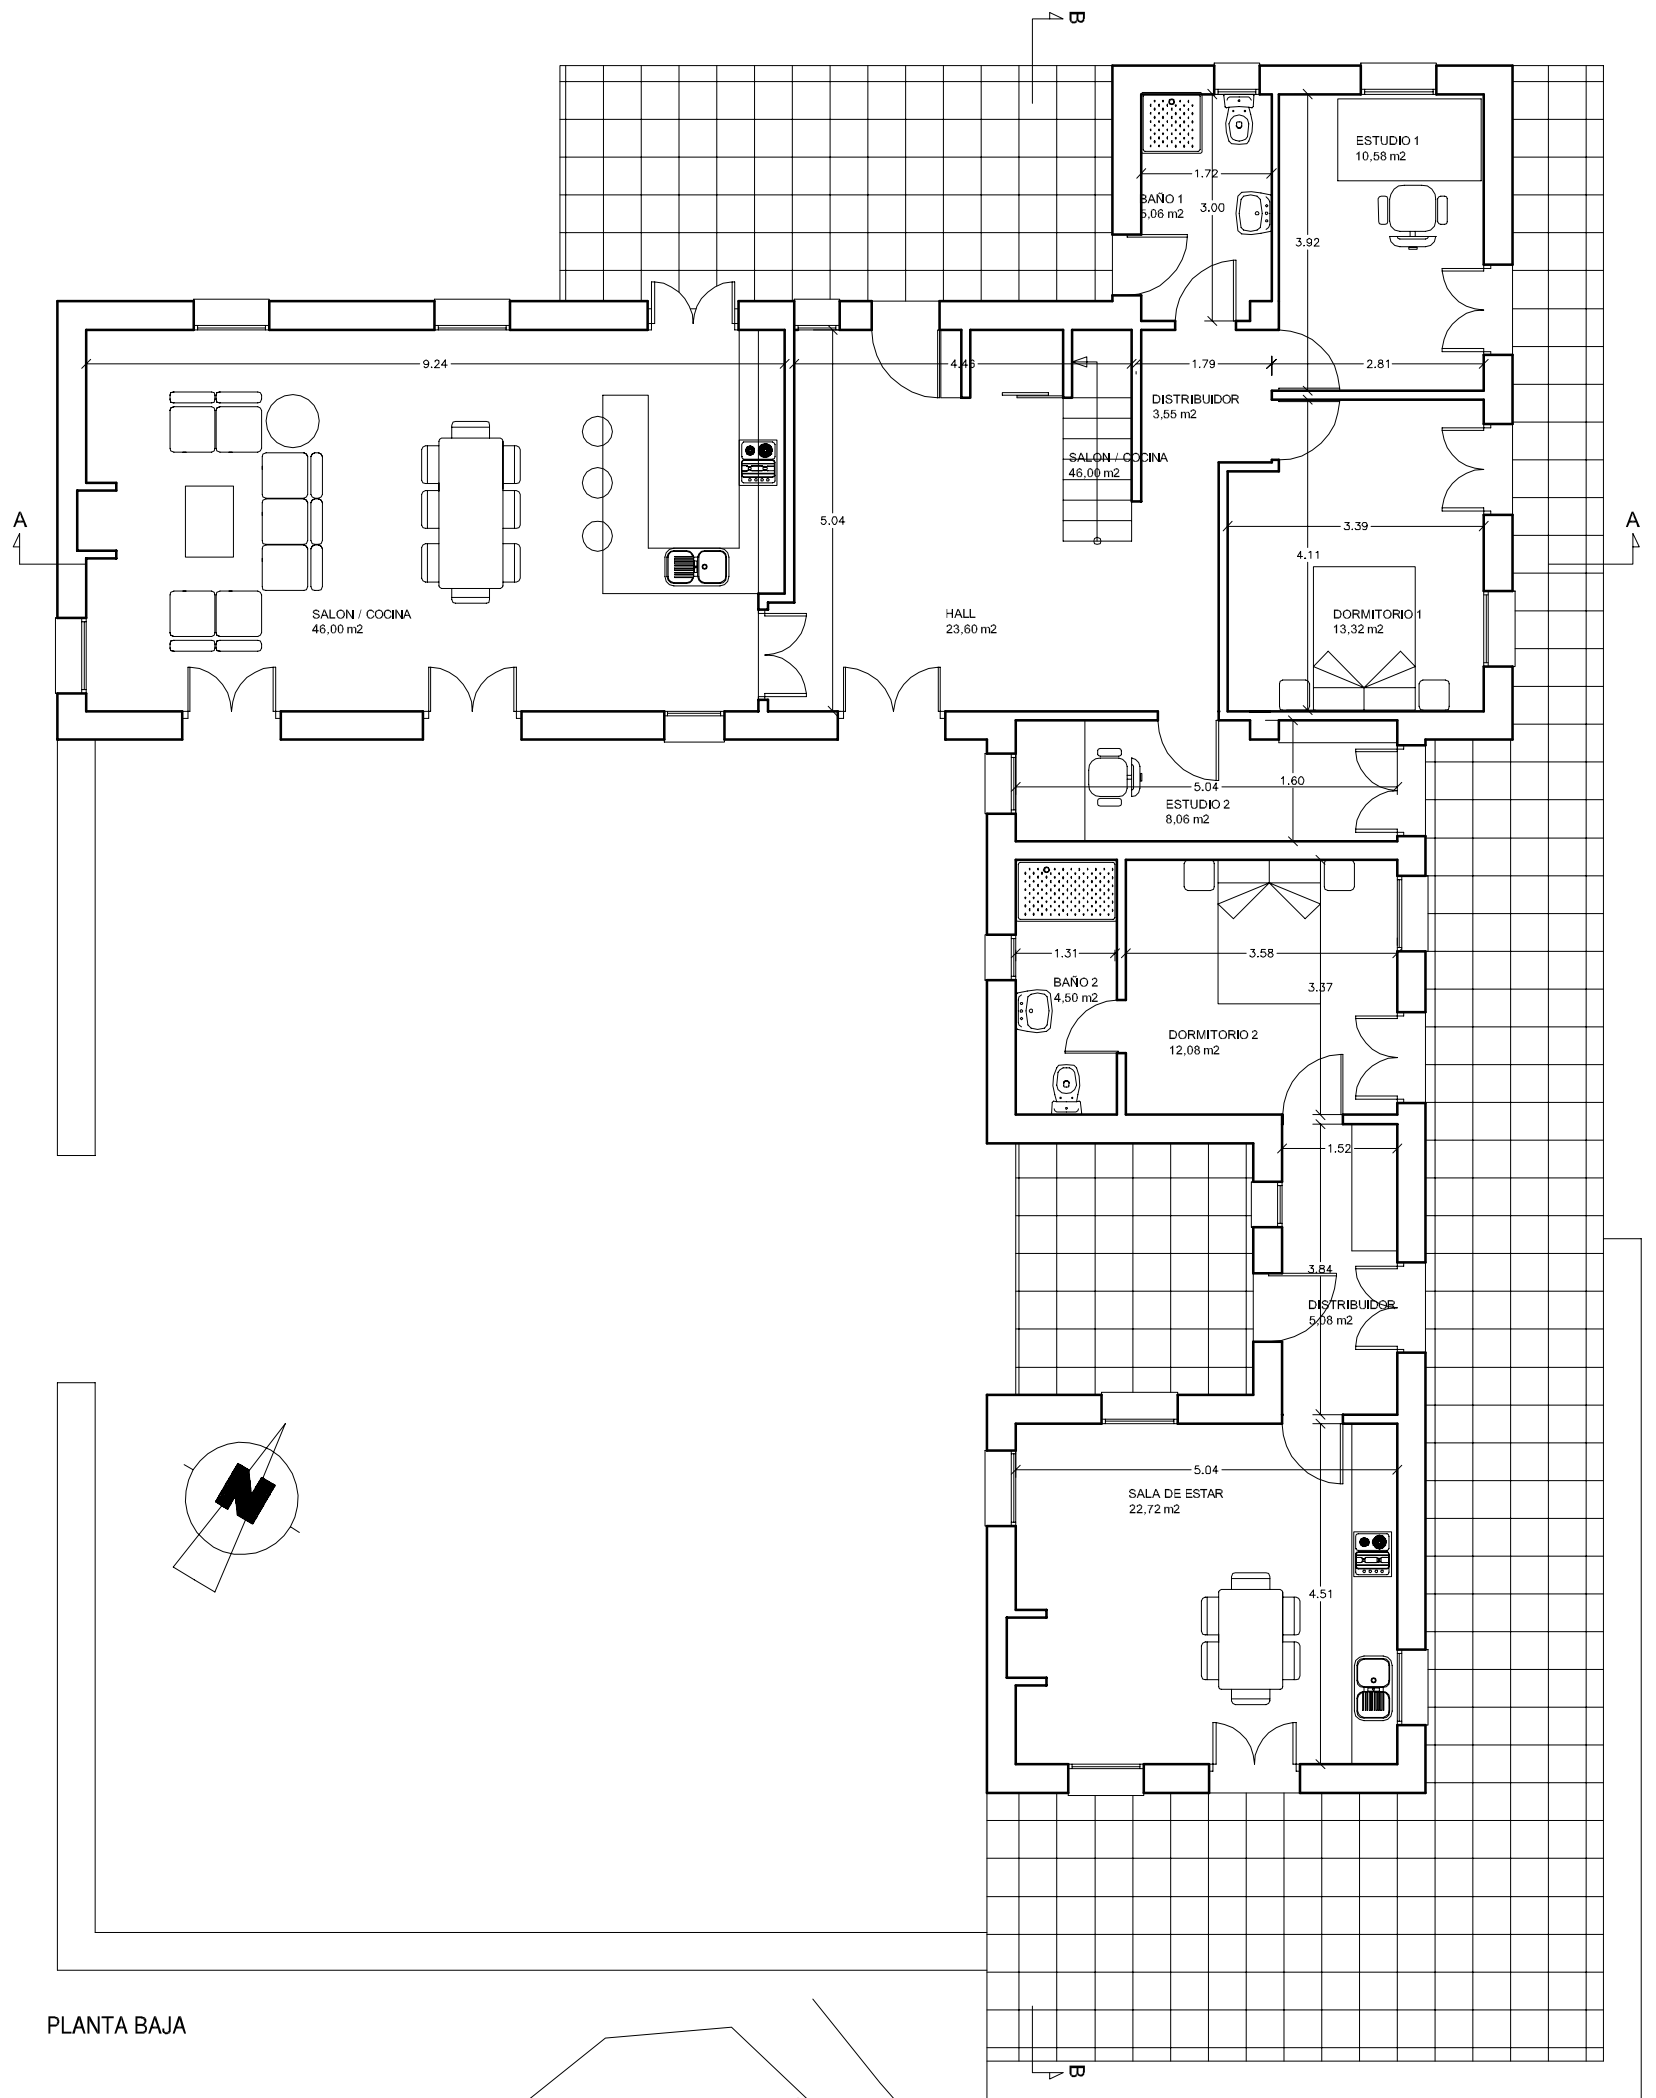 B
ESTUDIO 1
10,58 m2
1.72
BAÑO 1
5,06 m2
3.00
3.92
9.24
4.46
1.79
2.81
DISTRIBUIDOR
3,55 m2
SALON / COCINA
46,00 m2
A
5.04
3.39
A
4.11
SALON / COCINA
46,00 m2
HALL
23,60 m2
DORMITORIO 1
13,32 m2
1.60
5.04
ESTUDIO 2
8,06 m2
1.31
3.58
BAÑO 2
4,50 m2
3.37
DORMITORIO 2
12,08 m2
1.52
3.84
DISTRIBUIDOR
5,08 m2
N
5.04
SALA DE ESTAR
22,72 m2
4.51
PLANTA BAJA
B